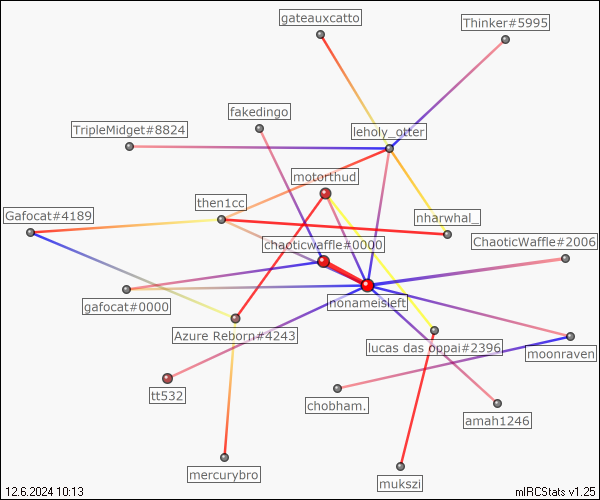 gateauxcatto
Thinker#5995
fakedingo
TripleMidget#8824
leholy_otter
motorthud
then1cc
Gafocat#4189
nharwhal_
chaoticwaffle#0000
ChaoticWaffle#2006
gafocat#0000
nonameisleft
Azure Reborn#4243
lucas das oppai#2396
moonraven
tt532
chobham.
amah1246
mercurybro
mukszi
12.6.2024 10:13
mIRCStats v1.25